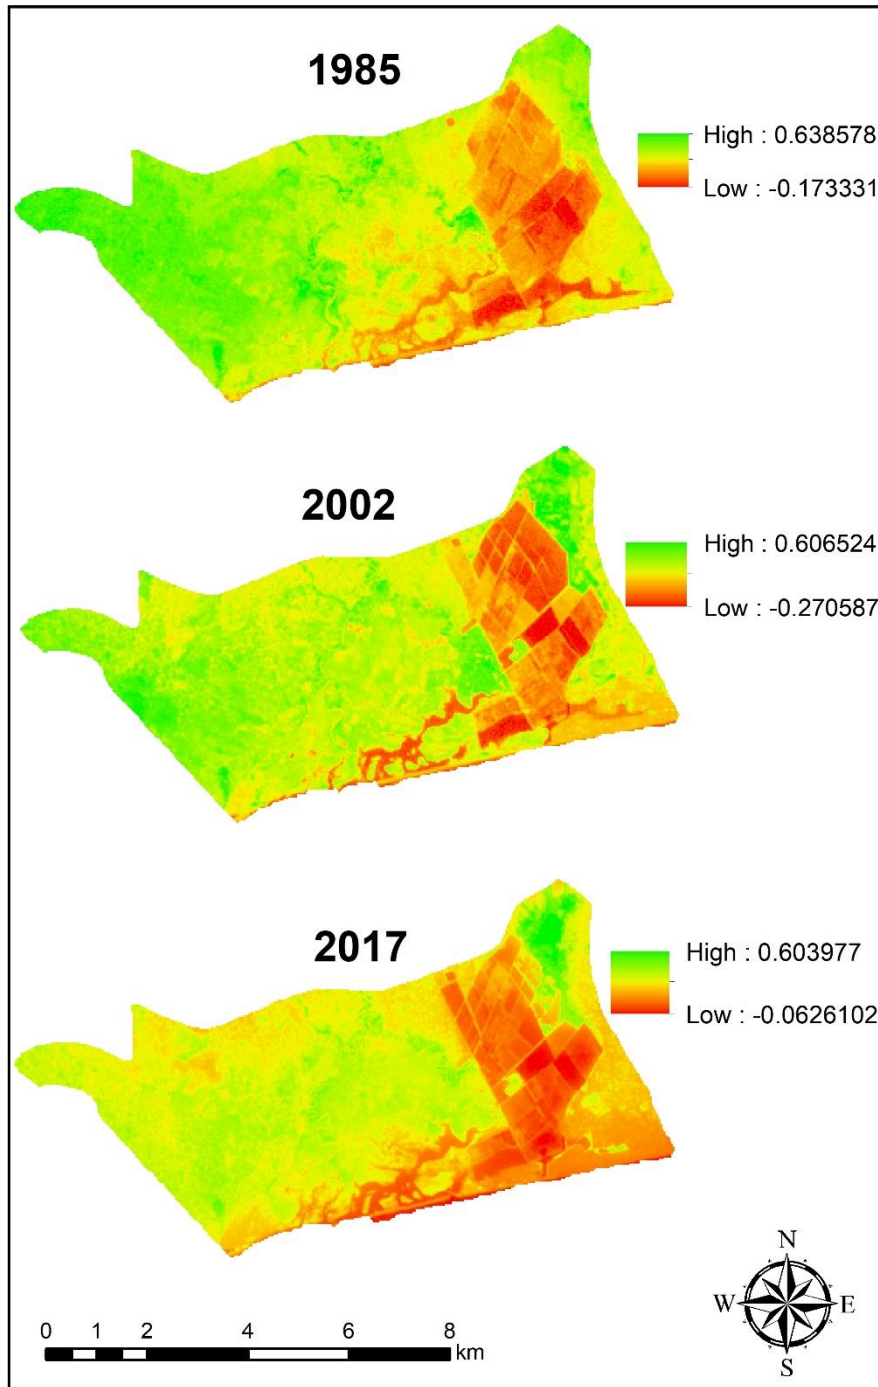 1985
High : 0.638578
Low : -0.173331
2002
High : 0.606524
Low : -0.270587
2017
High : 0.603977
Low : -0.0626102
N
W E
S
0 1 2 4 6 8
km